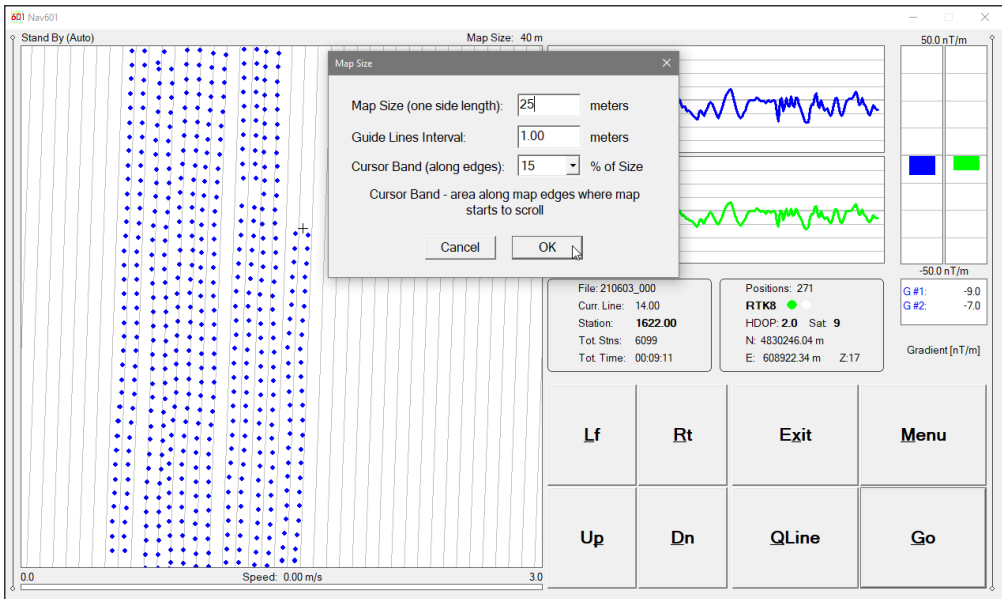 601 Nav601
Stand By (Auto)
Map Size: 40 m
50.0 nT/m
Map Size
Map Size (one side length): 25 meters
Guide Lines Interval: 1.00 meters
Cursor Band (along edges): 15 % of Size
Cursor Band - area along map edges where map
starts to scroll
Cancel OK
-50.0 nT/m
File: 210603_000
Curr. Line: 14.00
Station: 1622.00
Tot. Stns: 6099
Tot. Time: 00:09:11
Positions: 271
RTK8
HDOP: 2.0 Sat: 9
N: 4830246.04 m
E: 608922.34 m Z:17
G #1: -9.0
G #2: -7.0
Gradient [nT/m]
Lf Rt Exit Menu
Up Dn QLine Go
0.0 Speed: 0.00 m/s 3.0